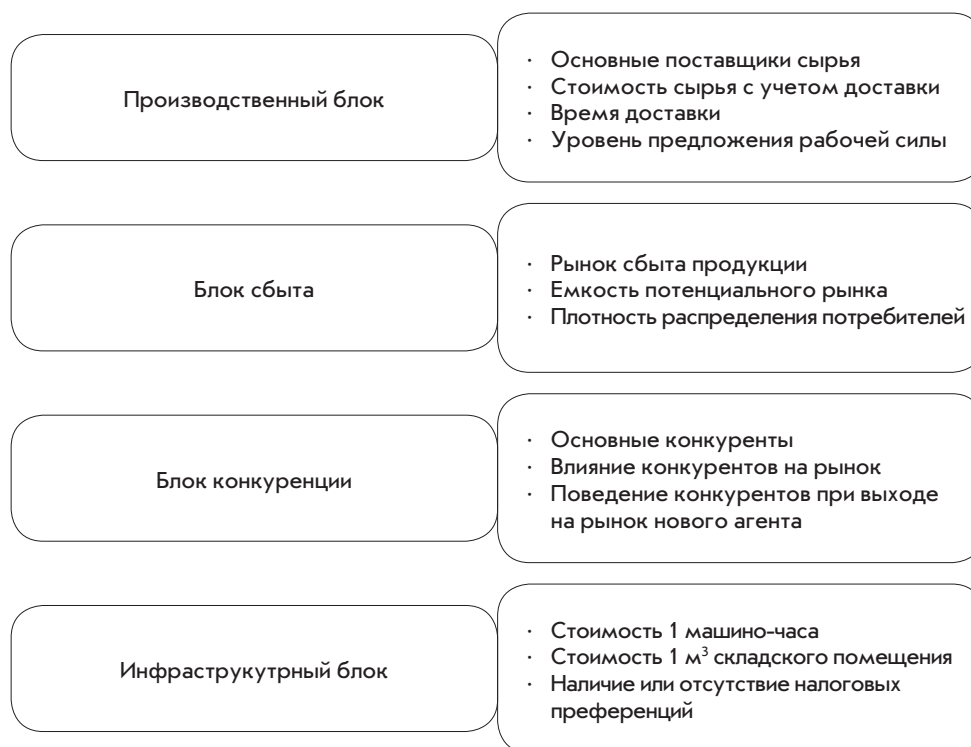 Производственный блок
· Основные поставщики сырья
· Стоимость сырья с учетом доставки
· Время доставки
· Уровень предложения рабочей силы
Блок сбыта
· Рынок сбыта продукции
· Емкость потенциального рынка
· Плотность распределения потребителей
Блок конкуренции
· Основные конкуренты
· Влияние конкурентов на рынок
· Поведение конкурентов при выходе
на рынок нового агента
Инфраструкутрный блок
· Стоимость 1 машино-часа
· Стоимость 1 м³ складского помещения
· Наличие или отсутствие налоговых
преференций